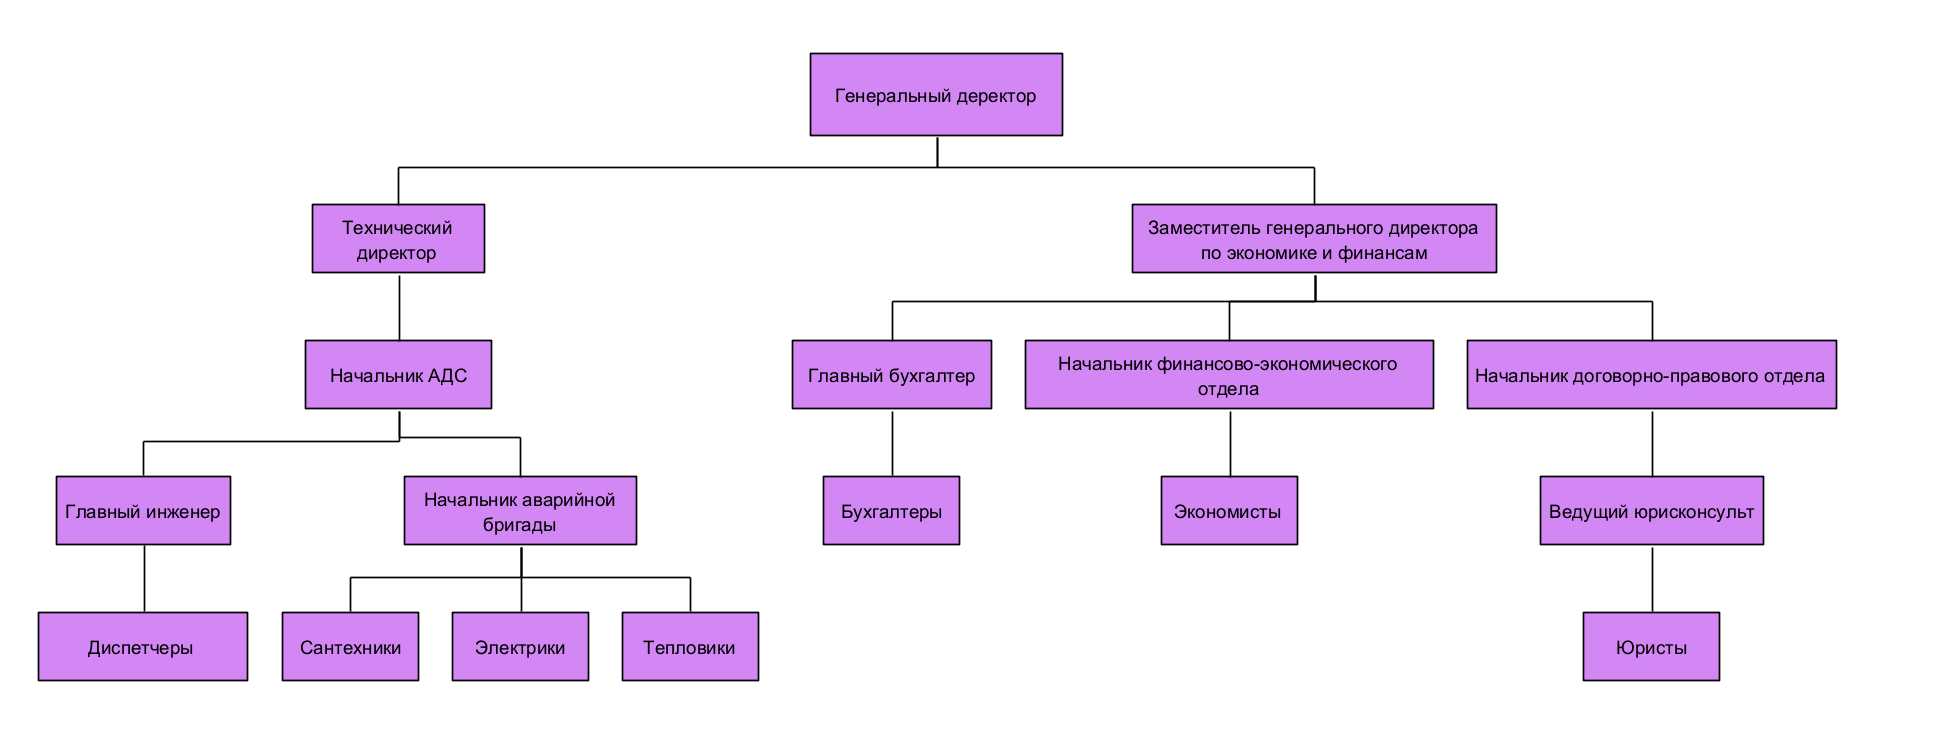 Генеральный деректор
Технический
директор
Заместитель генерального директора
по экономике и финансам
Начальник АДС
Главный бухгалтер
Начальник финансово-экономического
отдела
Начальник договорно-правового отдела
Главный инженер
Начальник аварийной
бригады
Бухгалтеры
Экономисты
Ведущий юрисконсульт
Диспетчеры
Сантехники
Электрики
Тепловики
Юристы